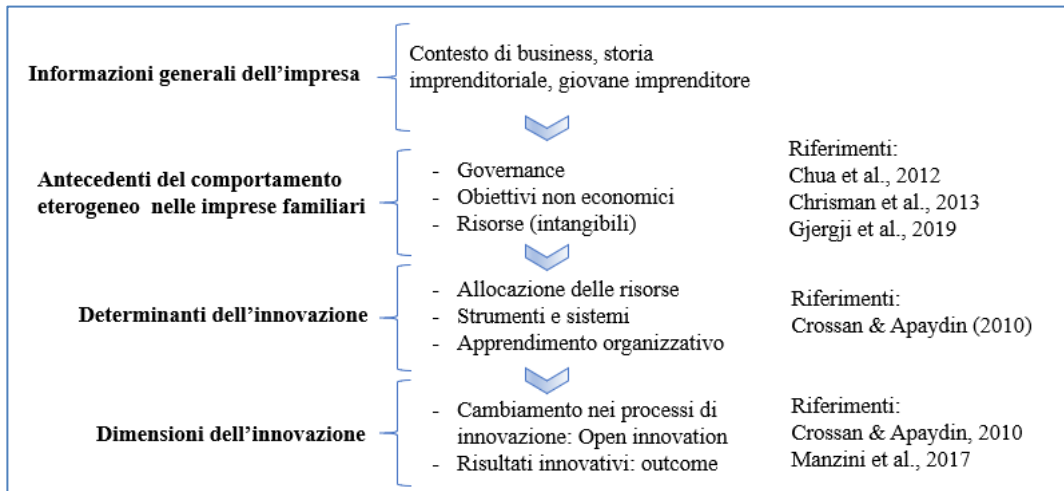 Informazioni generali dell'impresa
Contesto di business, storia
imprenditoriale, giovane imprenditore
Antecedenti del comportamento
eterogeneo nelle imprese familiari
- Governance
- Obiettivi non economici
- Risorse (intangibili)
Riferimenti:
Chua et al., 2012
Chrisman et al., 2013
Gjergji et al., 2019
Determinanti dell'innovazione
- Allocazione delle risorse
- Strumenti e sistemi
- Apprendimento organizzativo
Riferimenti:
Crossan & Apaydin (2010)
Dimensioni dell'innovazione
- Cambiamento nei processi di
innovazione: Open innovation
- Risultati innovativi: outcome
Riferimenti:
Crossan & Apaydin, 2010
Manzini et al., 2017